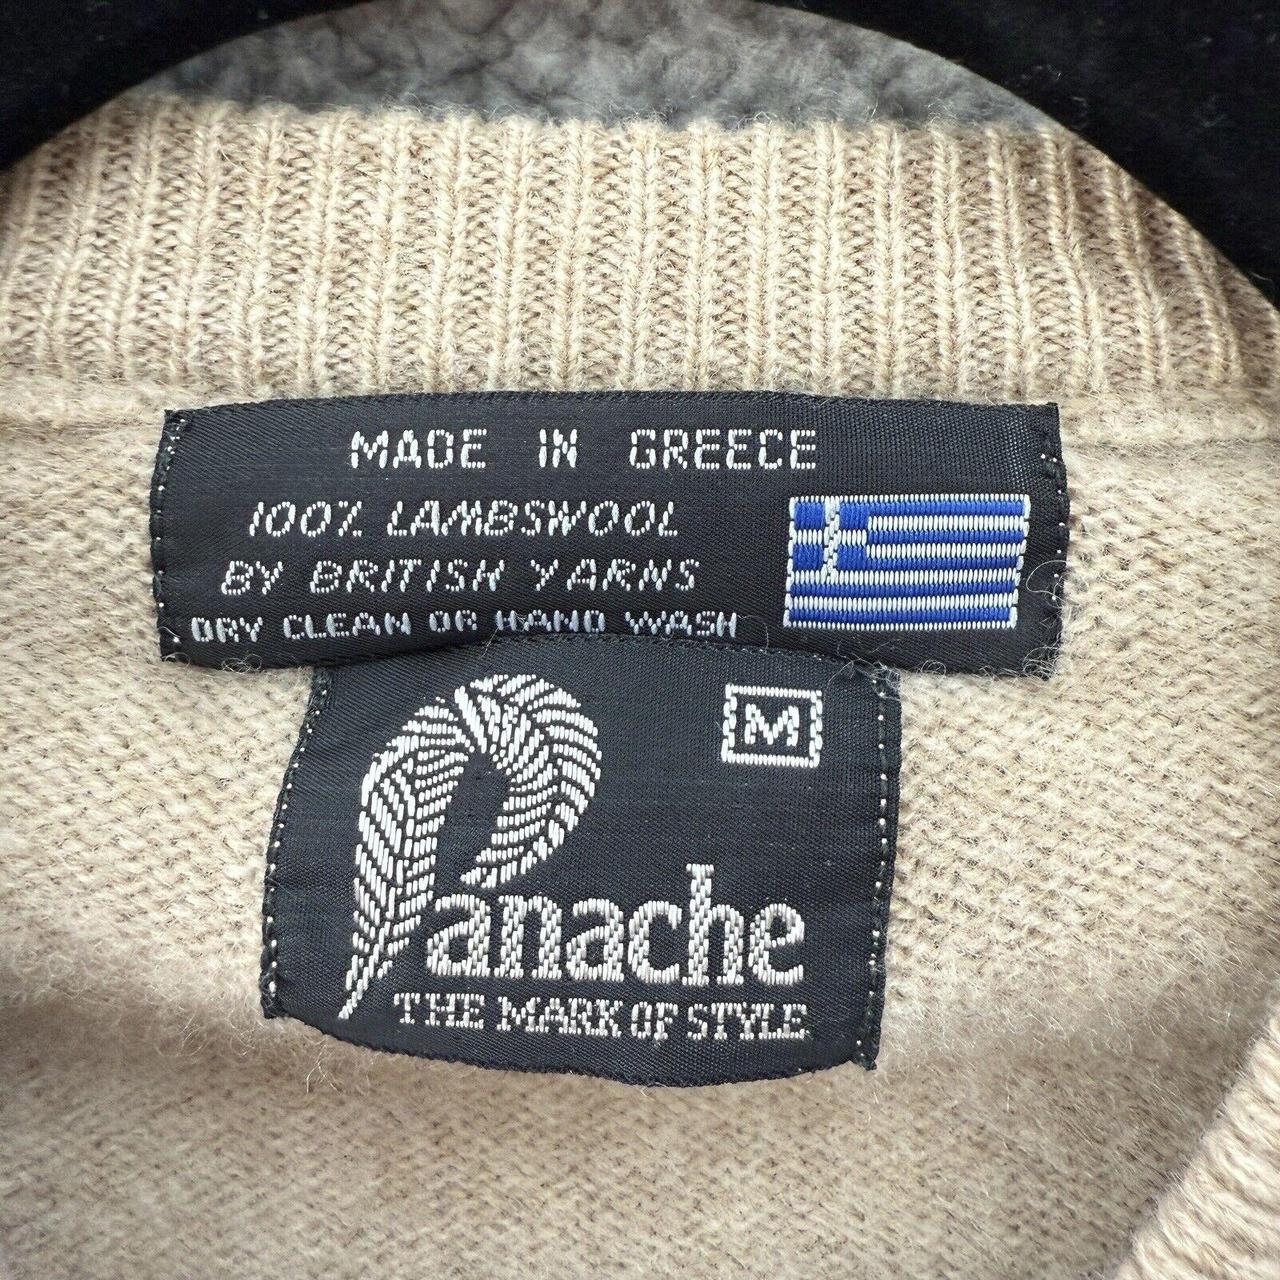 MADE IN GREECE
100% LAMBSWOOL
BY BRITISH YARNS
DRY CLEAN OR HAND WASH
M
Panache
THE MARK OF STYLE